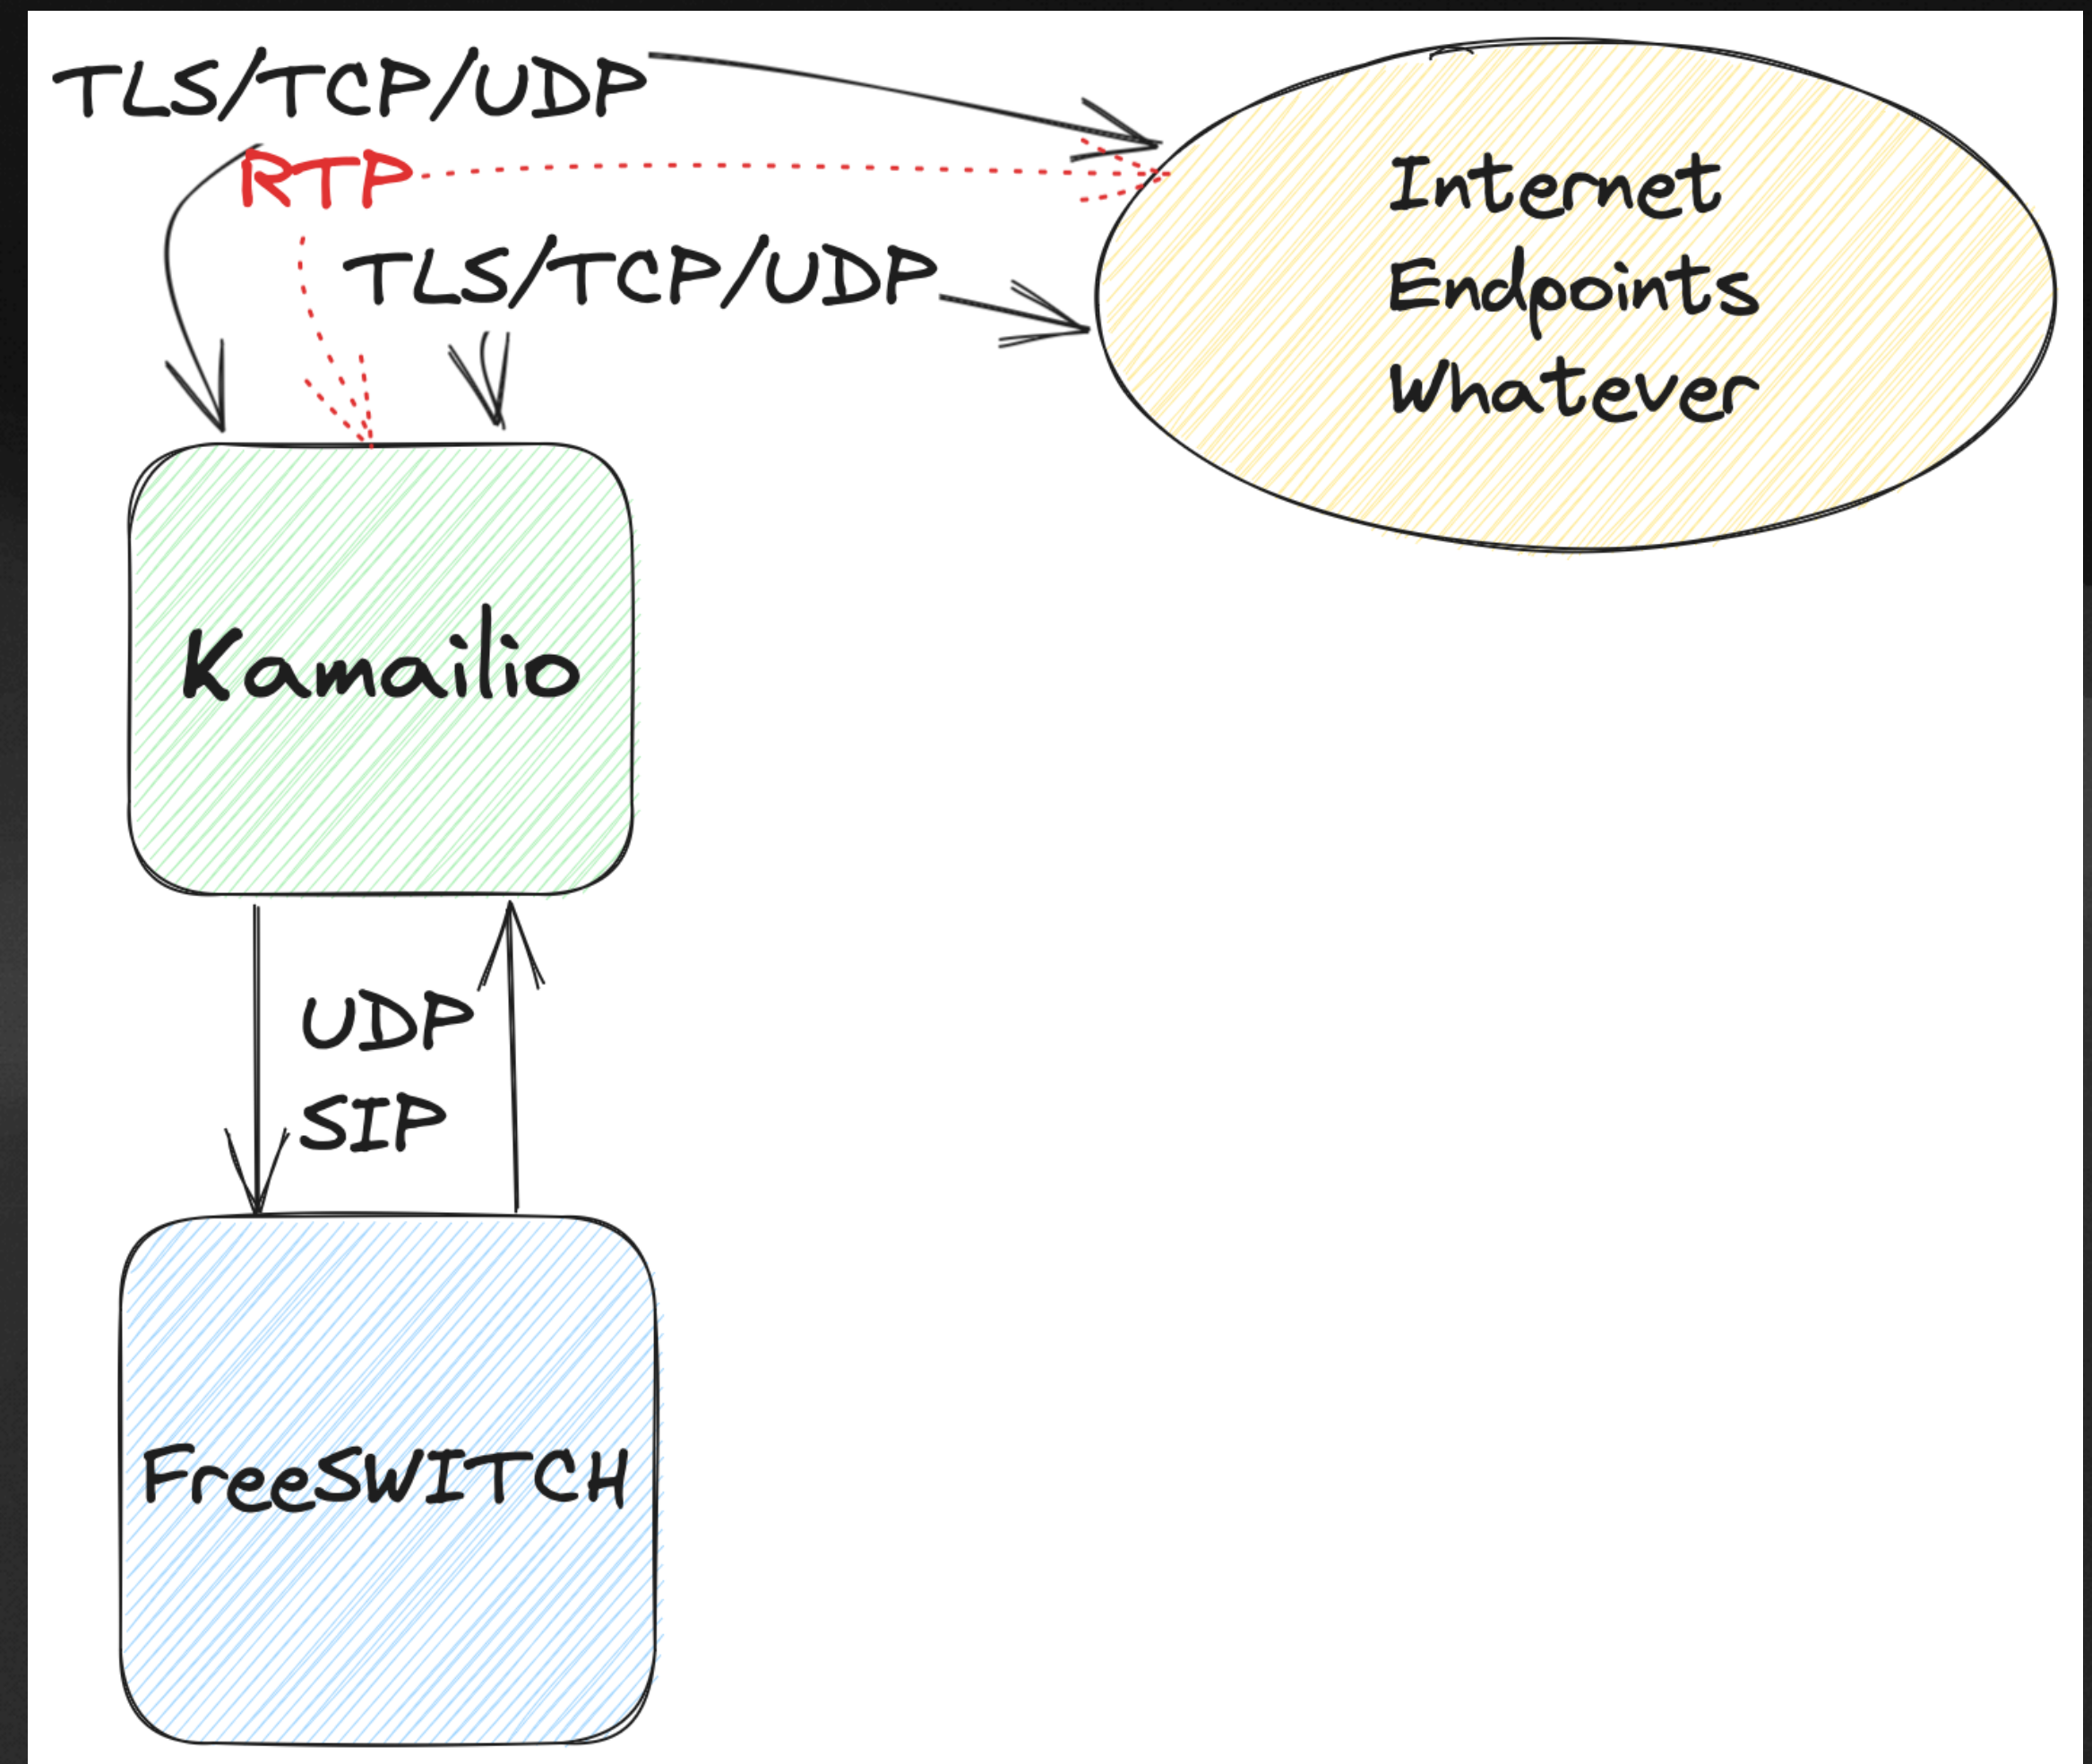 TLS/TCP/UDP
RTP
TLS/TCP/UDP
Internet
Endpoints
Whatever
Kamailio
UDP
SIP
FreeSWITCH